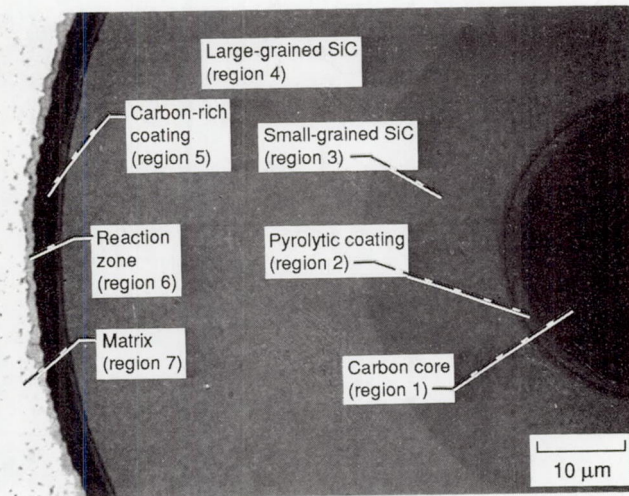 Large-grained SiC
(region 4)
Carbon-rich
coating
(region 5)
Small-grained SiC
(region 3)
Reaction
zone
(region 6)
Pyrolytic coating
(region 2)
Matrix
(region 7)
Carbon core
(region 1)
10 μm